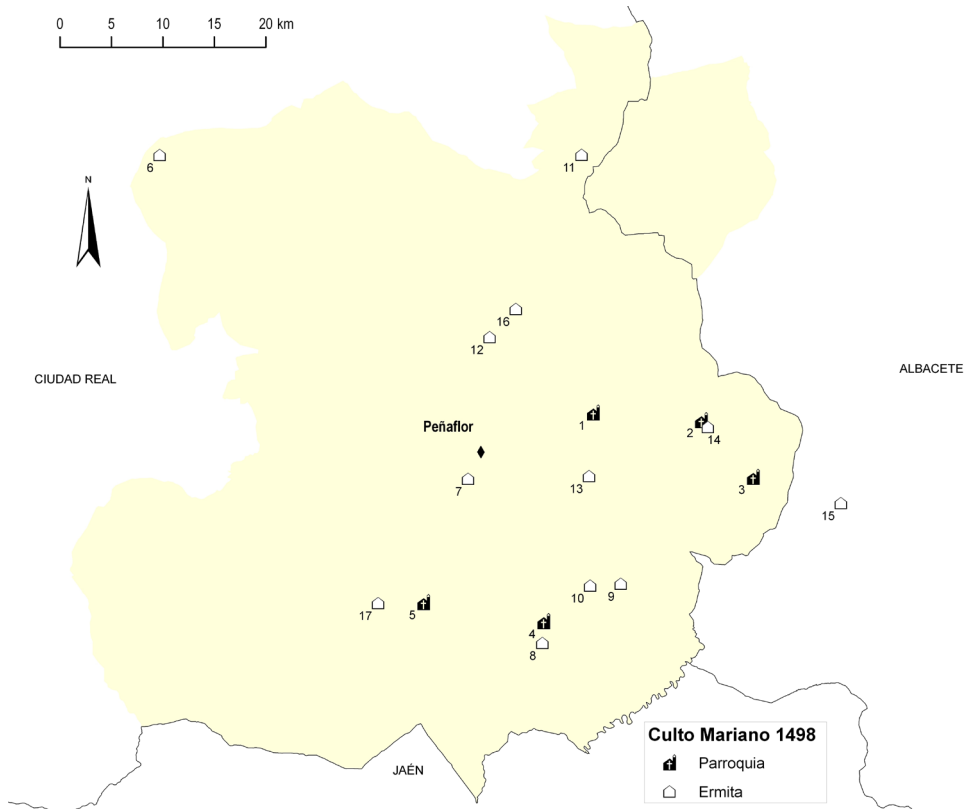 0 5 10 15 20 km
6
11
N
16
12
CIUDAD REAL
ALBACETE
1
Peñaflor
2
14
7
13
3
15
17
5
10
9
4
8
Culto Mariano 1498
Parroquia
JAÉN
Ermita